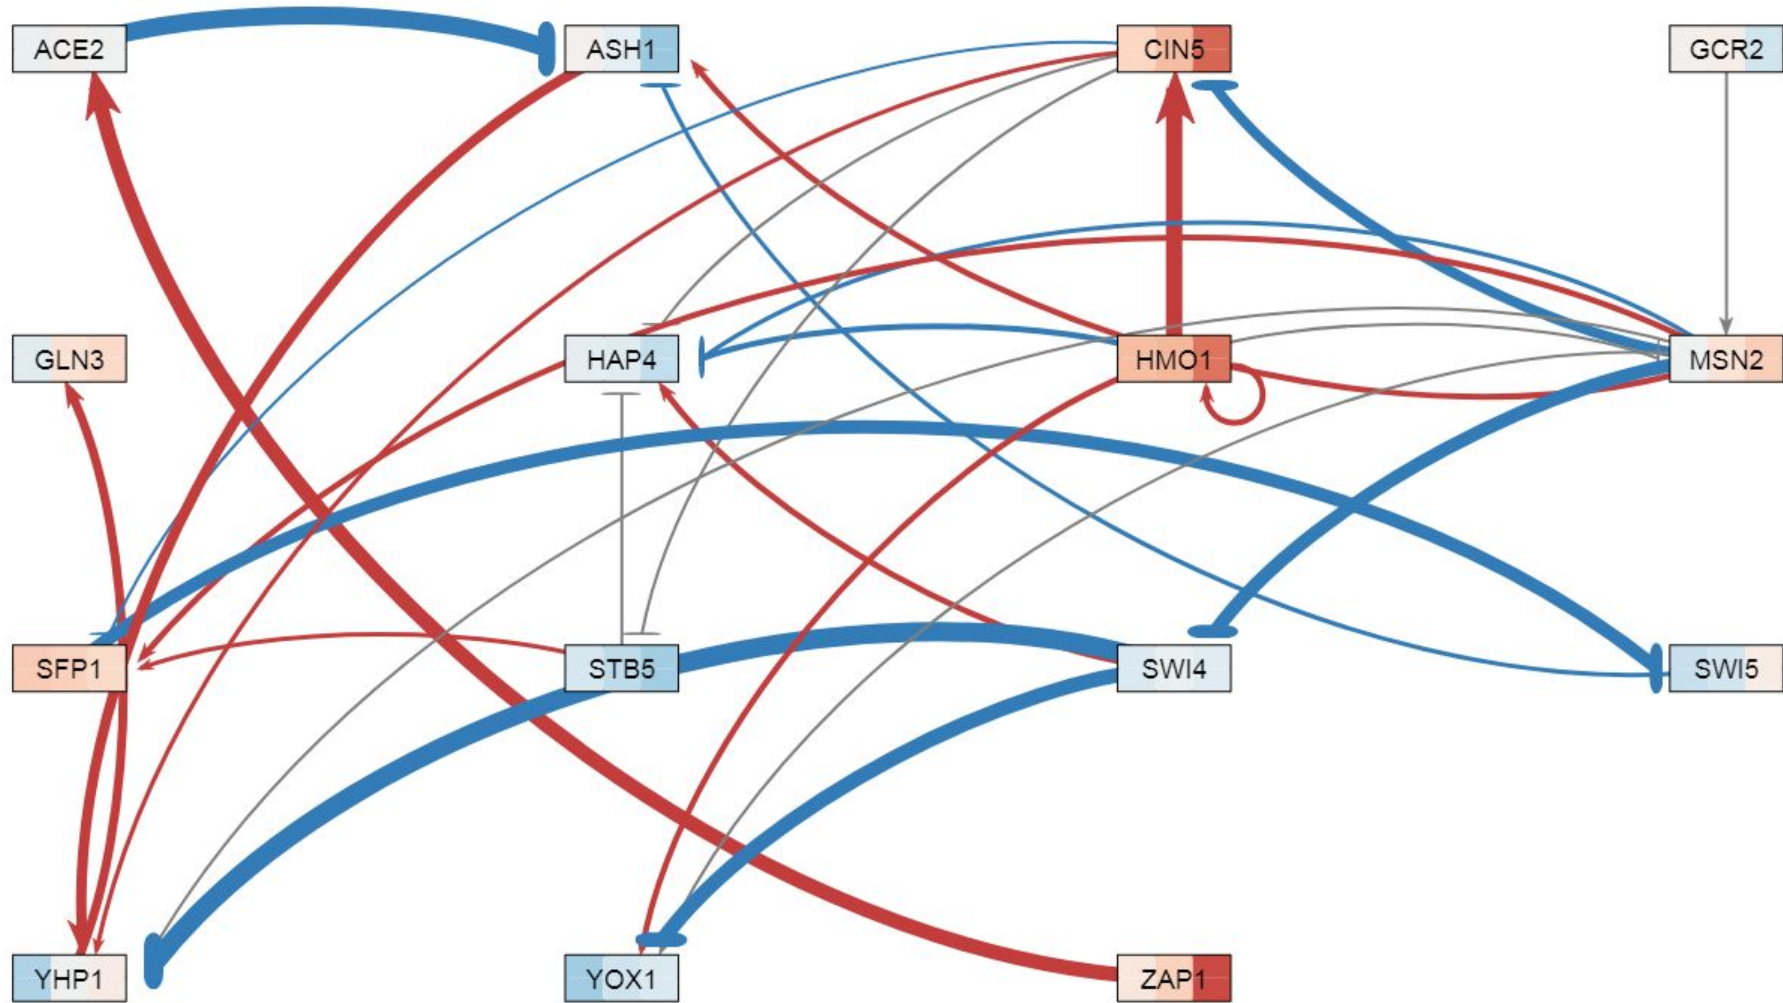 ACE2
ASH1
CIN5
GCR2
GLN3
HAP4
HMO1
MSN2
SFP1
STB5
SWI4
SWI5
YHP1
YOX1
ZAP1